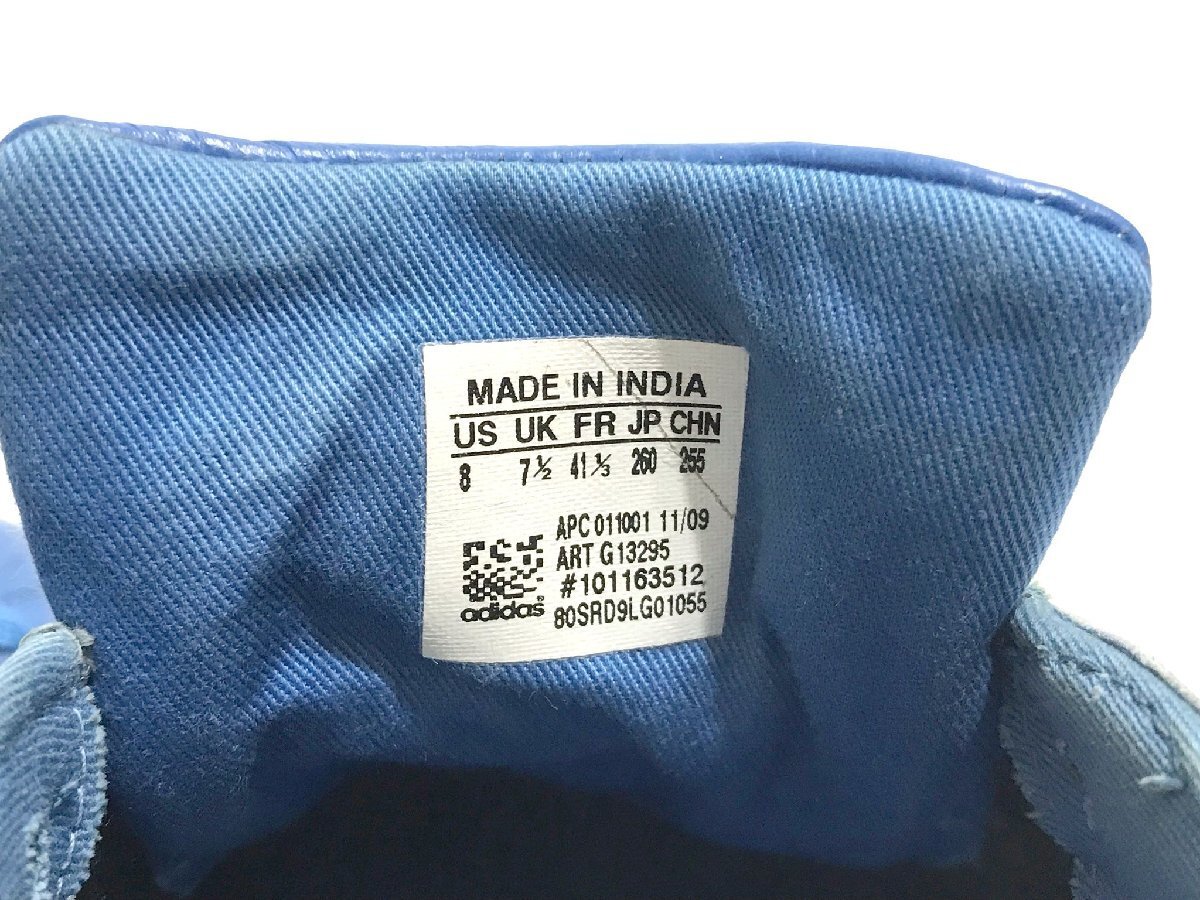 MADE IN INDIA
US UK FR JP CHN
8 7½ 41⅓ 260 255
APC 011001 11/09
ART G13295
#101163512
adidas® 80SRD9LG01055